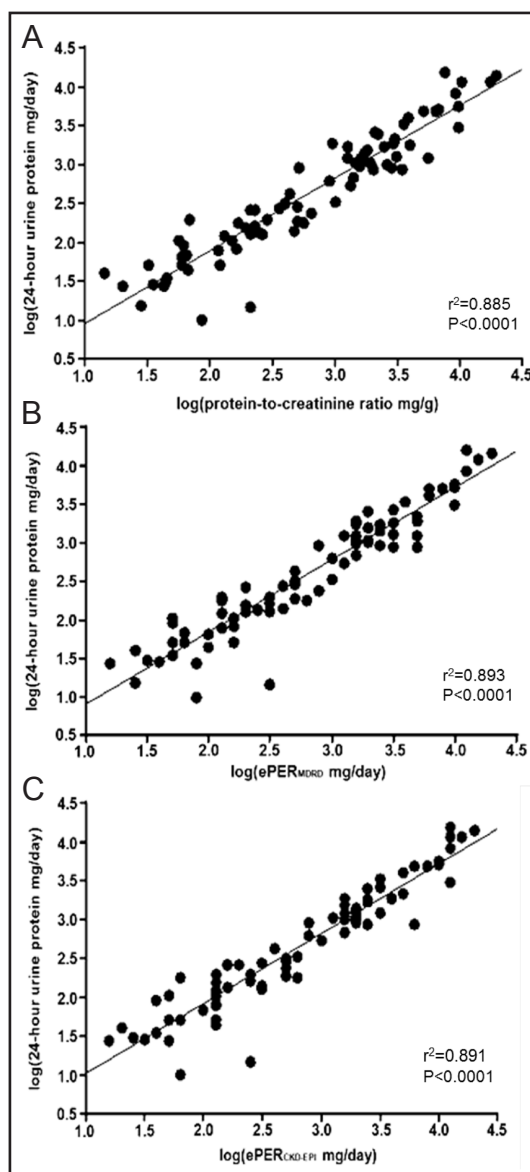 A
log(24-hour urine protein mg/day)
4.5
4.0
3.5
3.0
2.5
2.0
1.5
1.0
0.5
r²=0.885
P<0.0001
1.0 1.5 2.0 2.5 3.0 3.5 4.0 4.5
log(protein-to-creatinine ratio mg/g)
B
log(24-hour urine protein mg/day)
4.5
4.0
3.5
3.0
2.5
2.0
1.5
1.0
0.5
r²=0.893
P<0.0001
1.0 1.5 2.0 2.5 3.0 3.5 4.0 4.5
log(ePERMDRD mg/day)
C
log(24-hour urine protein mg/day)
4.5
4.0
3.5
3.0
2.5
2.0
1.5
1.0
0.5
r²=0.891
P<0.0001
1.0 1.5 2.0 2.5 3.0 3.5 4.0 4.5
log(ePERCKD-EPI mg/day)